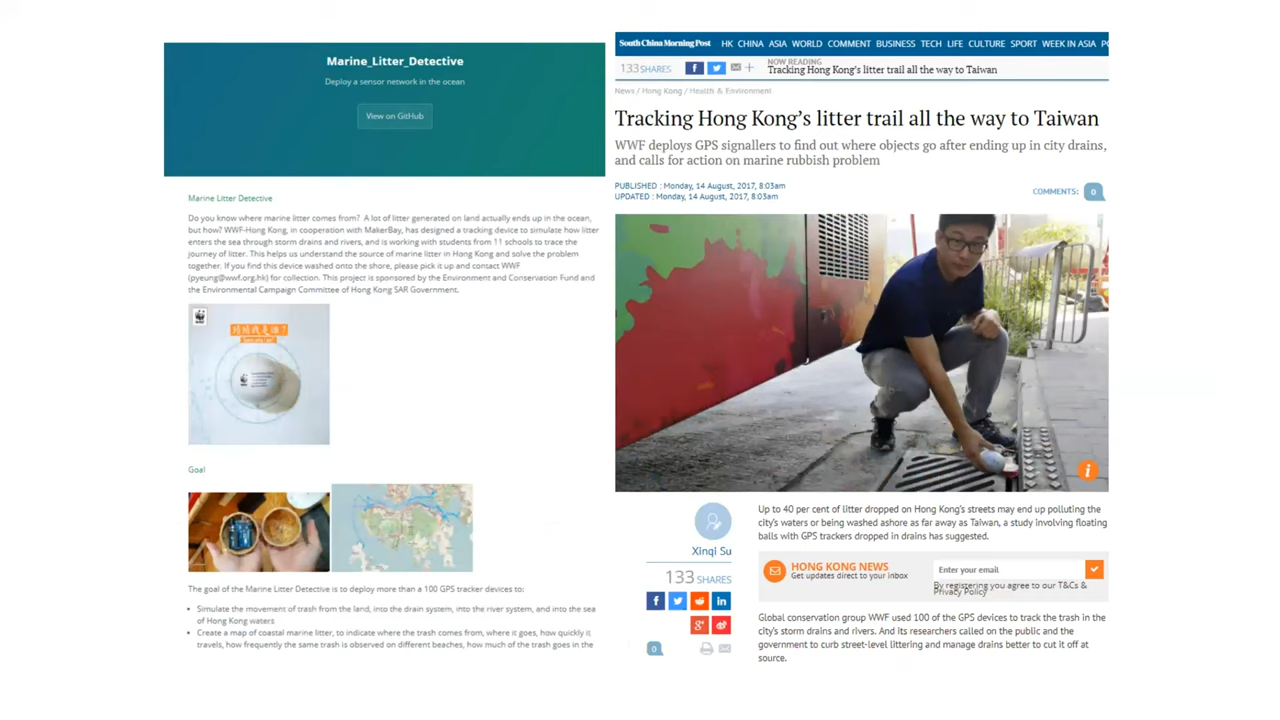 Marine_Litter_Detective
Deploy a sensor network in the ocean
View on GitHub
Marine Litter Detective
Do you know where marine litter comes from? A lot of litter generated on land actually ends up in the ocean,
but how? WWF-Hong Kong, in cooperation with MakerBay, has designed a tracking device to simulate how litter
enters the sea through storm drains and rivers, and is working with students from 11 schools to trace the
journey of litter. This helps us understand the source of marine litter in Hong Kong and solve the problem
together. If you find this device washed onto the shore, please pick it up and contact WWF
(pyeung@wwf.org.hk) for collection. This project is sponsored by the Environment and Conservation Fund and
the Environmental Campaign Committee of Hong Kong SAR Government.
WWF
Goal
The goal of the Marine Litter Detective is to deploy more than a 100 GPS tracker devices to:
• Simulate the movement of trash from the land, into the drain system, into the river system, and into the sea
of Hong Kong waters
• Create a map of coastal marine litter, to indicate where the trash comes from, where it goes, how quickly it
travels, how frequently the same trash is observed on different beaches, how much of the trash goes in the
South China Morning Post HK CHINA ASIA WORLD COMMENT BUSINESS TECH LIFE CULTURE SPORT WEEK IN ASIA
133 SHARES
NOW READING
Tracking Hong Kong's litter trail all the way to Taiwan
News / Hong Kong / Health & Environment
Tracking Hong Kong's litter trail all the way to Taiwan
WWF deploys GPS signallers to find out where objects go after ending up in city drains,
and calls for action on marine rubbish problem
PUBLISHED : Monday, 14 August, 2017, 8:03am
UPDATED : Monday, 14 August, 2017, 8:03am
COMMENTS: 0
Xinqi Su
133 SHARES
0
Up to 40 per cent of litter dropped on Hong Kong's streets may end up polluting the
city's waters or being washed ashore as far away as Taiwan, a study involving floating
balls with GPS trackers dropped in drains has suggested.
HONG KONG NEWS
Get updates direct to your inbox
Enter your email
By registering you agree to our T&Cs &
Privacy Policy
Global conservation group WWF used 100 of the GPS devices to track the trash in the
city's storm drains and rivers. And its researchers called on the public and the
government to curb street-level littering and manage drains better to cut it off at
source.